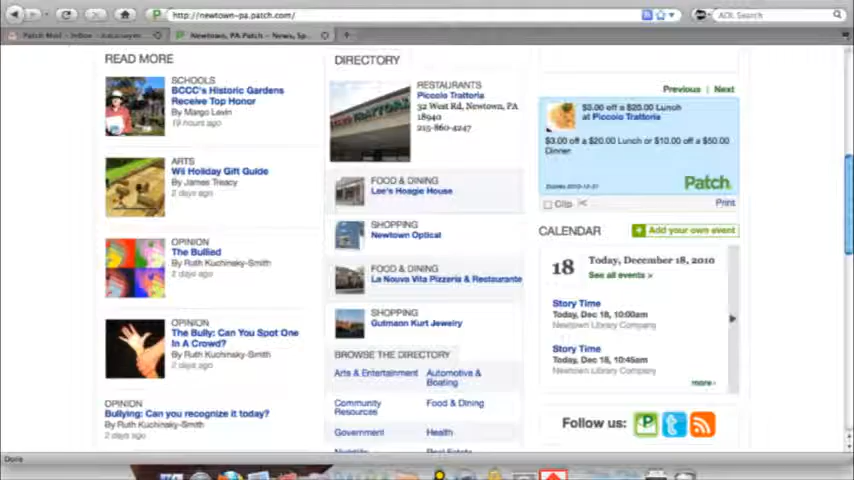 http://newtown-pa.patch.com/
AOL Search
Newtown, PA Patch - News, Sp...
READ MORE
SCHOOLS
BCCC's Historic Gardens
Receive Top Honor
By Margo Levin
19 hours ago
ARTS
Wii Holiday Gift Guide
By James Treacy
2 days ago
OPINION
The Bullied
By Ruth Kuchinsky-Smith
2 days ago
OPINION
The Bully: Can You Spot One
In A Crowd?
By Ruth Kuchinsky-Smith
2 days ago
OPINION
Bullying: Can you recognize it today?
By Ruth Kuchinsky-Smith
2 days ago
DIRECTORY
RESTAURANTS
Piccolo Trattoria
32 West Rd, Newtown, PA
18940
215-860-4247
FOOD & DINING
Lee's Hoagie House
SHOPPING
Newtown Optical
FOOD & DINING
La Nouva Vita Pizzeria & Restaurante
SHOPPING
Gutmann Kurt Jewelry
BROWSE THE DIRECTORY
Arts & Entertainment
Automotive &
Boating
Community
Resources
Food & Dining
Government
Health
Real Estate
Previous | Next
$3.00 off a $20.00 Lunch
at Piccolo Trattoria
$3.00 off a $20.00 Lunch or $10.00 off a $50.00
Dinner
Patch
Clip
Print
CALENDAR
Add your own event
18
Today, December 18, 2010
See all events >
Story Time
Today, Dec 18, 10:00am
Newtown Library Company
Story Time
Today, Dec 18, 10:45am
Newtown Library Company
more
Follow us:
Done